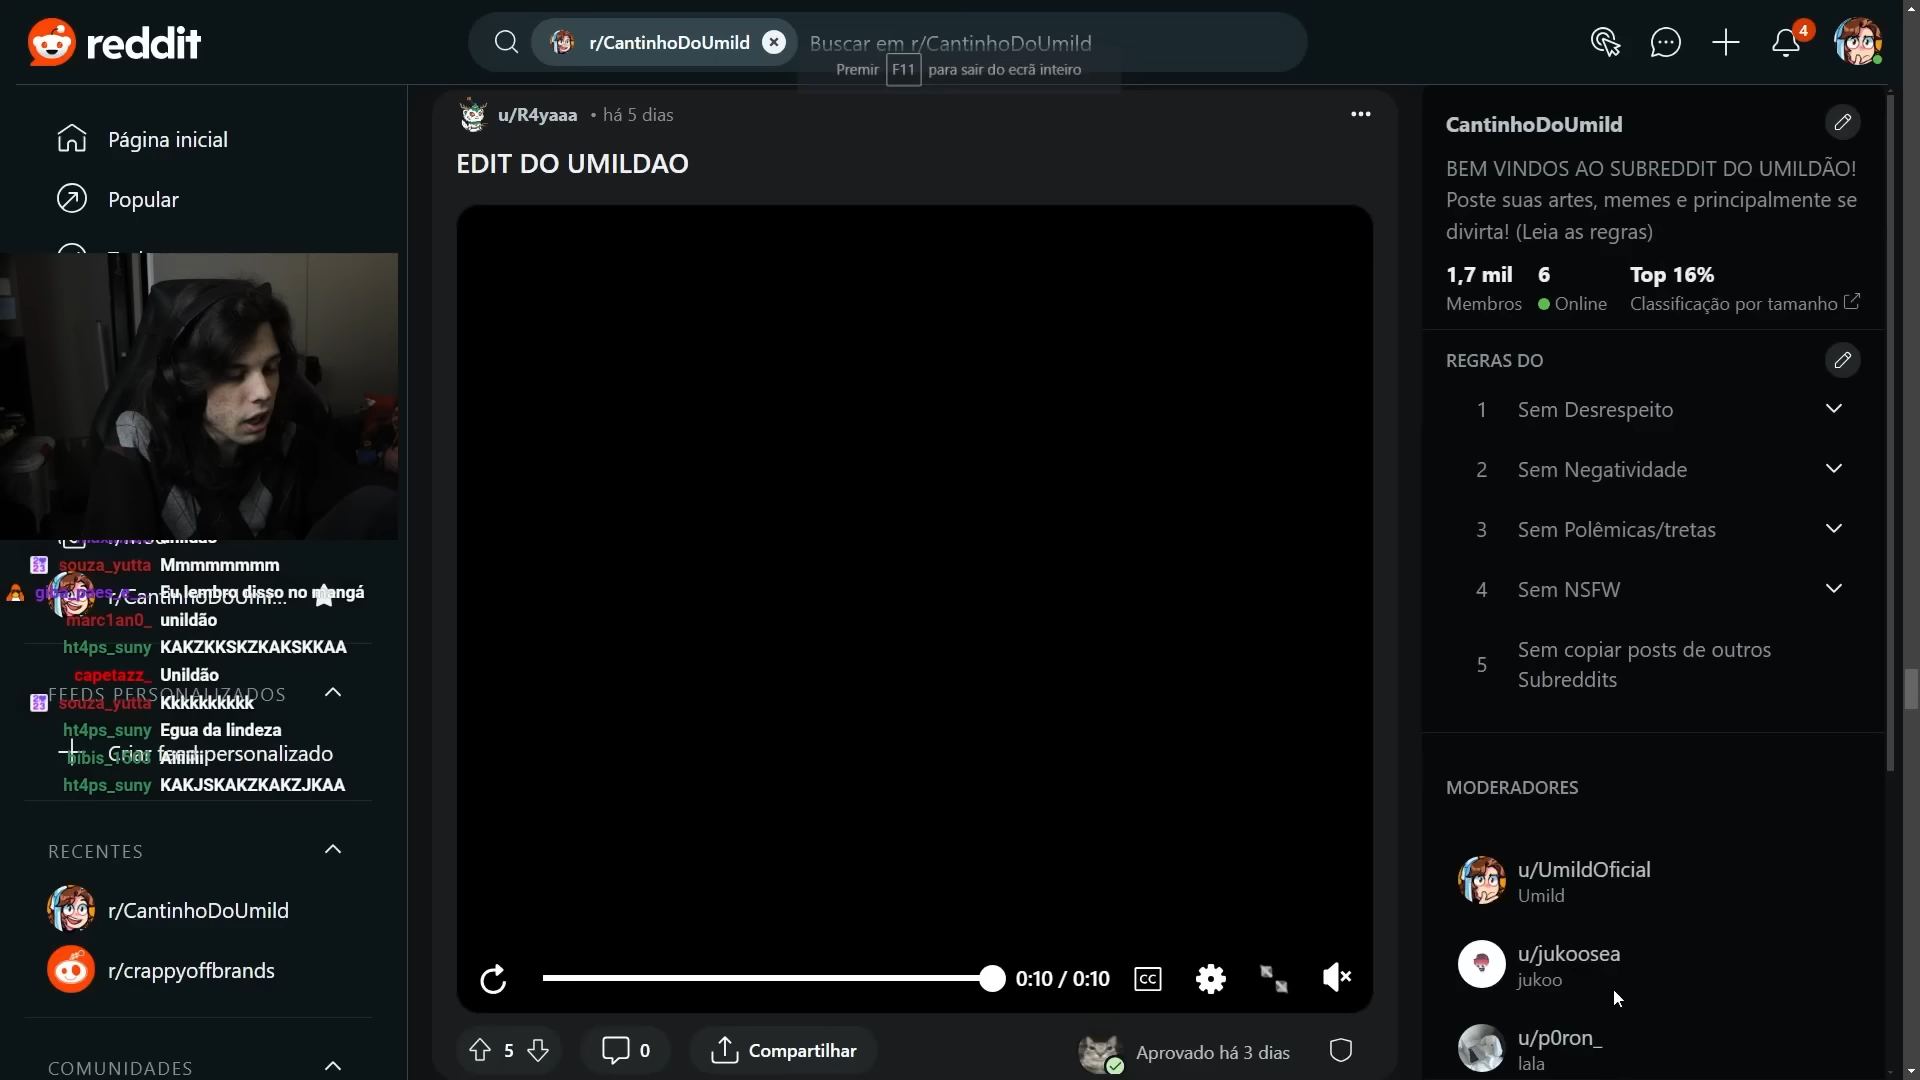 reddit
r/CantinhoDoUmild
Buscar em r/CantinhoDoUmild
Premir F11 para sair do ecrã inteiro
4
Página inicial
Popular
souza_yutta Mmmmmmmm
Eu lembro disso no mangá
r/CantinhoDoUmi...
marc1an0_ unildão
ht4ps_suny KAKZKKSKZKAKSKKAA
capetazz_ Unildão
FEEDS PERSONALIZADOS
souza_yutta Kkkkkkkkkk
ht4ps_suny Egua da lindeza
Criar feed personalizado
ht4ps_suny KAKJSKAKZKAKZJKAA
RECENTES
r/CantinhoDoUmild
r/crappyoffbrands
COMUNIDADES
u/R4yaaa • há 5 dias
EDIT DO UMILDAO
0:10 / 0:10
CC
5
0
Compartilhar
Aprovado há 3 dias
CantinhoDoUmild
BEM VINDOS AO SUBREDDIT DO UMILDÃO!
Poste suas artes, memes e principalmente se
divirta! (Leia as regras)
1,7 mil 6 Top 16%
Membros Online Classificação por tamanho
REGRAS DO
1 Sem Desrespeito
2 Sem Negatividade
3 Sem Polêmicas/tretas
4 Sem NSFW
5 Sem copiar posts de outros
Subreddits
MODERADORES
u/UmildOficial
Umild
u/jukoosea
jukoo
u/p0ron_
lala